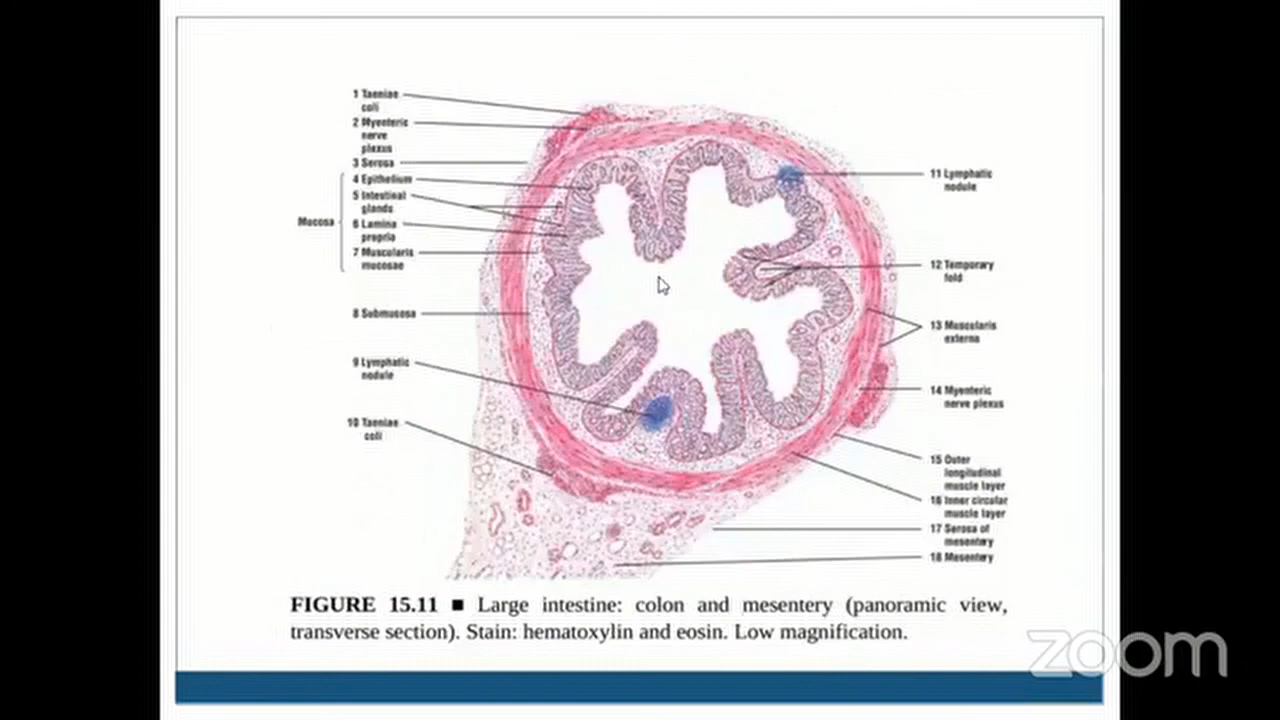 1 Taeniae
coli
2 Myenteric
nerve
plexus
3 Serosa
4 Epithelium
5 Intestinal
glands
Mucosa
6 Lamina
propria
7 Muscularis
mucosae
8 Submucosa
9 Lymphatic
nodule
10 Taeniae
coli
11 Lymphatic
nodule
12 Temporary
fold
13 Muscularis
externa
14 Myenteric
nerve plexus
15 Outer
longitudinal
muscle layer
16 Inner circular
muscle layer
17 Serosa of
mesentery
18 Mesentery
FIGURE 15.11 ■ Large intestine: colon and mesentery (panoramic view,
transverse section). Stain: hematoxylin and eosin. Low magnification.
zoom